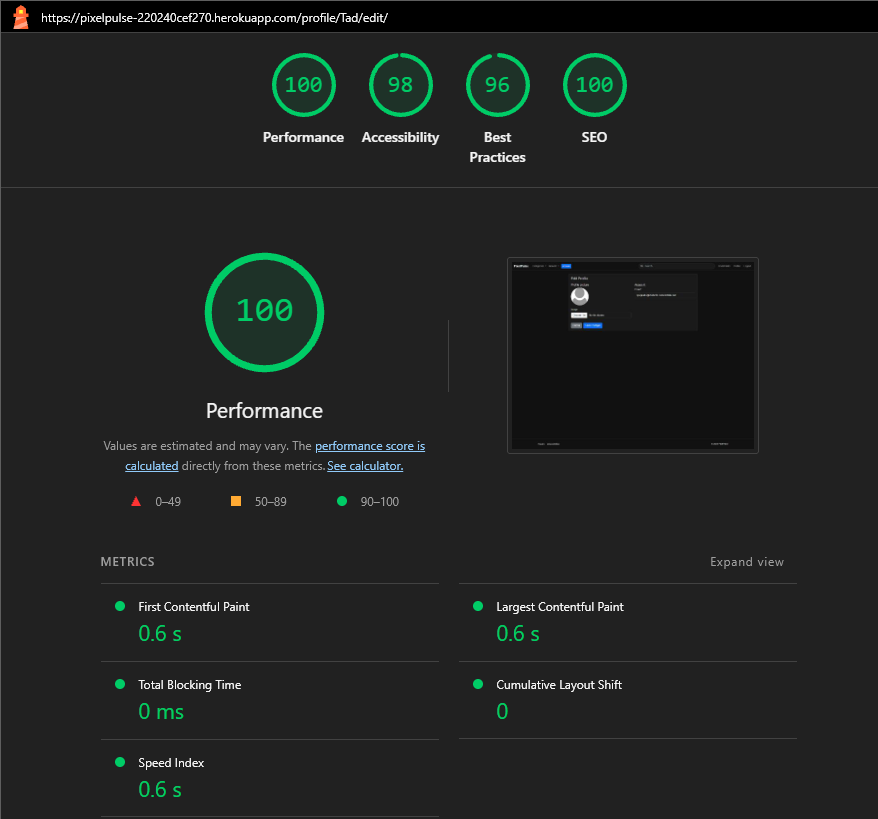 https://pixelpulse-220240cef270.herokuapp.com/profile/Tad/edit/
100
98
96
100
Performance
Accessibility
Best
Practices
SEO
100
Performance
Values are estimated and may vary. The performance score is
calculated directly from these metrics. See calculator.
0–49
50–89
90–100
METRICS
Expand view
First Contentful Paint
0.6 s
Largest Contentful Paint
0.6 s
Total Blocking Time
0 ms
Cumulative Layout Shift
0
Speed Index
0.6 s